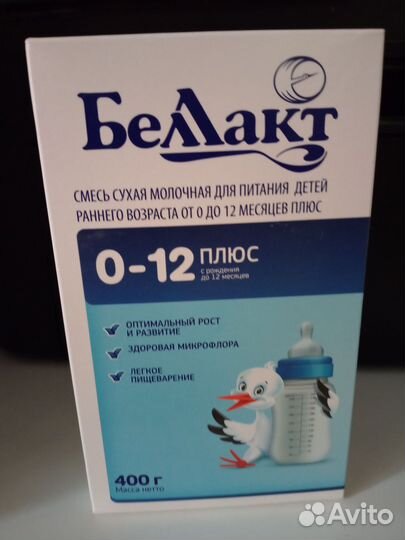 БеЛЛакт
СМЕСЬ СУХАЯ МОЛОЧНАЯ ДЛЯ ПИТАНИЯ ДЕТЕЙ
РАННЕГО ВОЗРАСТА ОТ 0 ДО 12 МЕСЯЦЕВ ПЛЮС
0-12 ПЛЮС
с рождения
до 12 месяцев
ОПТИМАЛЬНЫЙ РОСТ
И РАЗВИТИЕ
ЗДОРОВАЯ МИКРОФЛОРА
ЛЕГКОЕ
ПИЩЕВАРЕНИЕ
400 г
Масса нетто
Avito